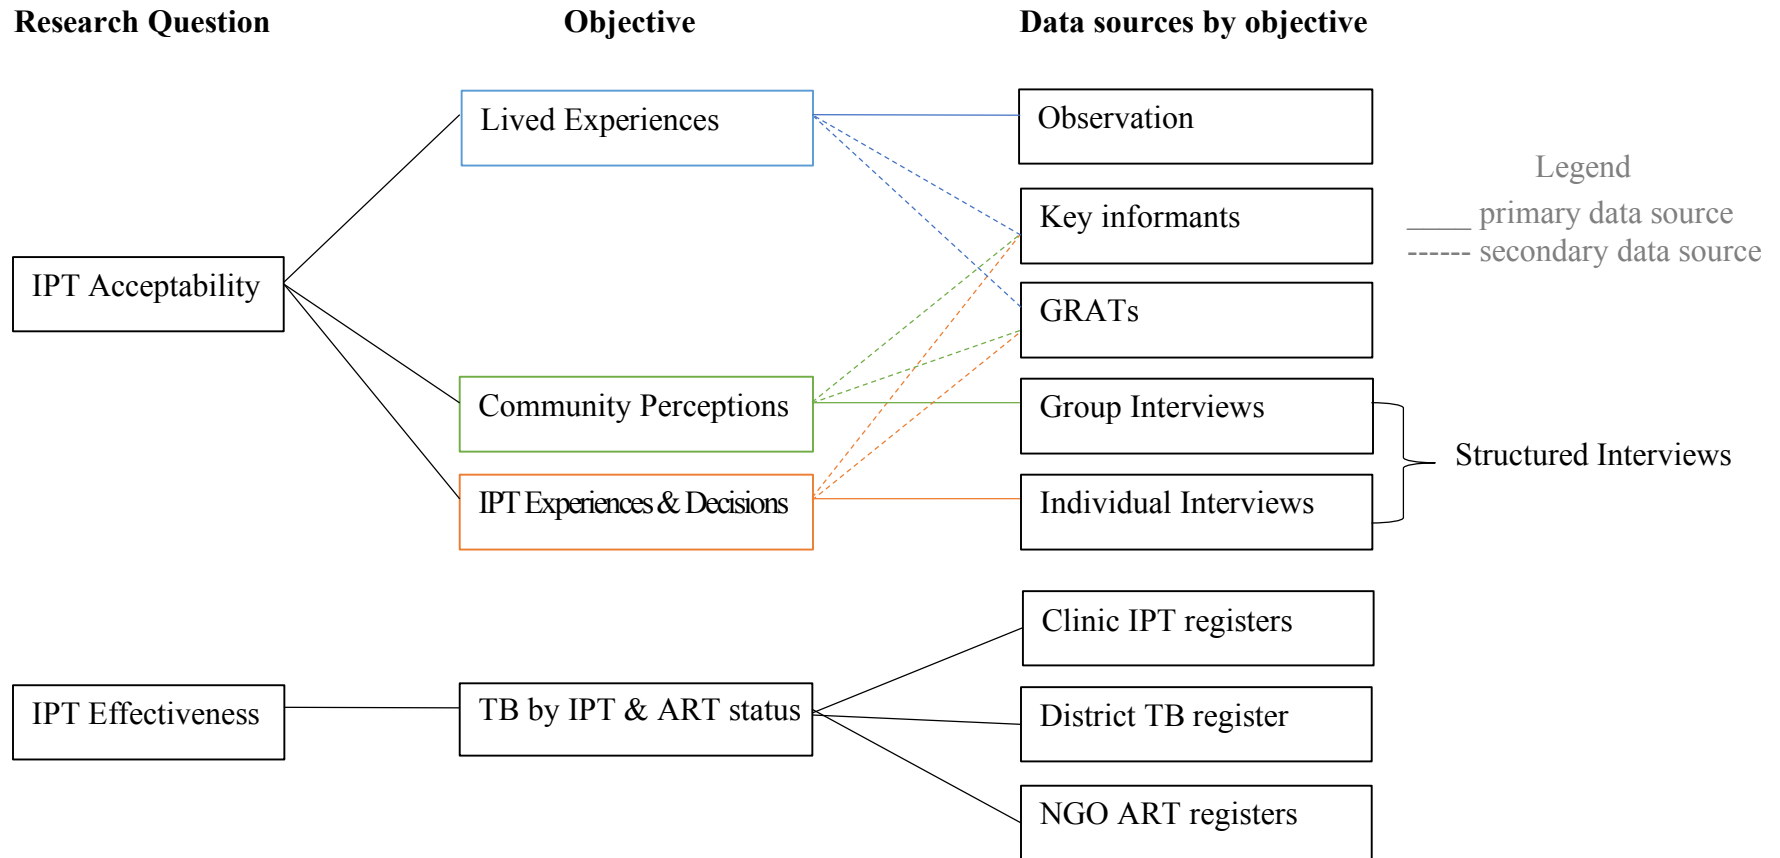 Research Question
Objective
Data sources by objective
Lived Experiences
Observation
Legend
Key informants
____ primary data source
------ secondary data source
IPT Acceptability
GRATs
Community Perceptions
Group Interviews
Structured Interviews
IPT Experiences & Decisions
Individual Interviews
Clinic IPT registers
IPT Effectiveness
TB by IPT & ART status
District TB register
NGO ART registers